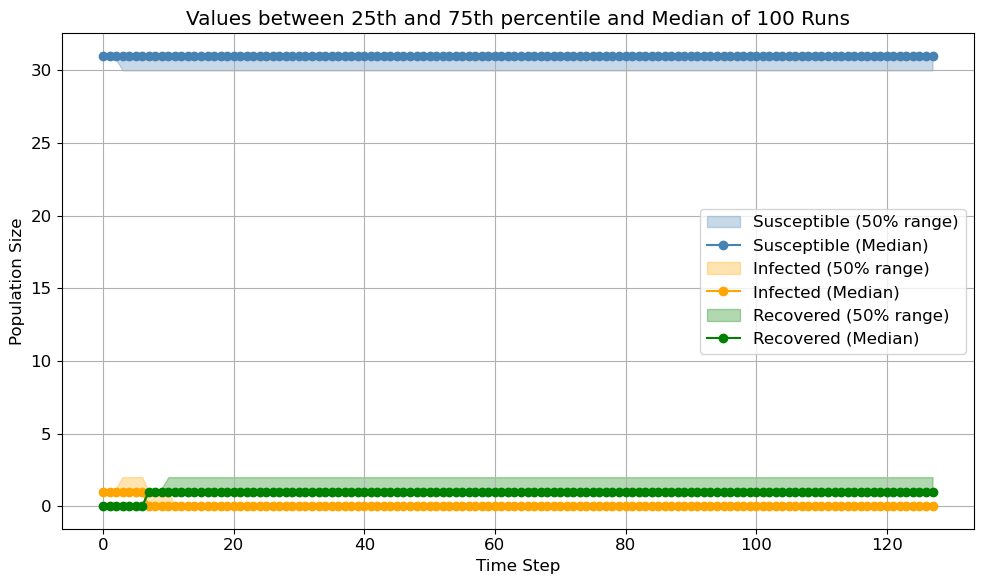 Values between 25th and 75th percentile and Median of 100 Runs
Population Size
30
25
20
15
10
5
0
Susceptible (50% range)
Susceptible (Median)
Infected (50% range)
Infected (Median)
Recovered (50% range)
Recovered (Median)
0 20 40 60 80 100 120
Time Step